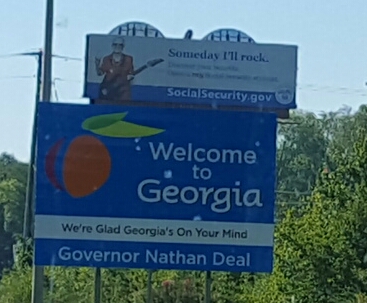 Someday I'll rock.
SocialSecurity.gov
Welcome
to
Georgia
We're Glad Georgia's On Your Mind
Governor Nathan Deal